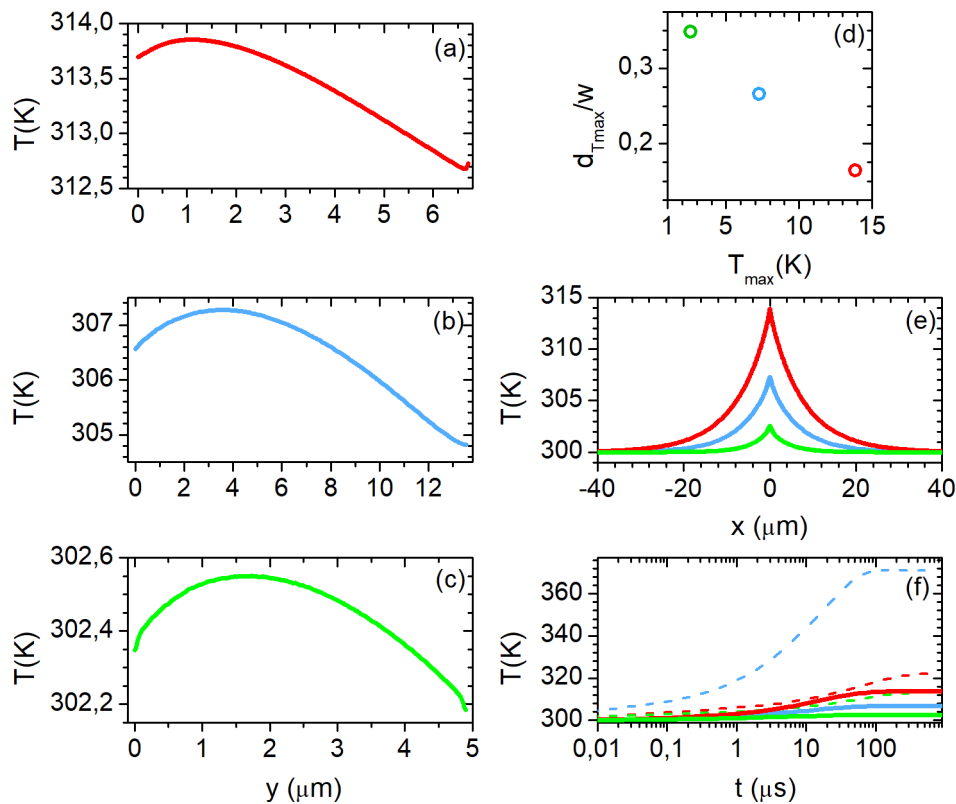 314,0
313,5
313,0
312,5
T(K)
(a)
0 1 2 3 4 5 6
0,3
0,2
d_Tmax/w
(d)
1 5 10 15
T_max(K)
307
306
305
T(K)
(b)
0 2 4 6 8 10 12
315
310
305
300
T(K)
(e)
-40 -20 0 20 40
x (μm)
302,6
302,4
302,2
T(K)
(c)
0 1 2 3 4 5
y (μm)
360
340
320
300
T(K)
(f)
0,01 0,1 1 10 100
t (μs)